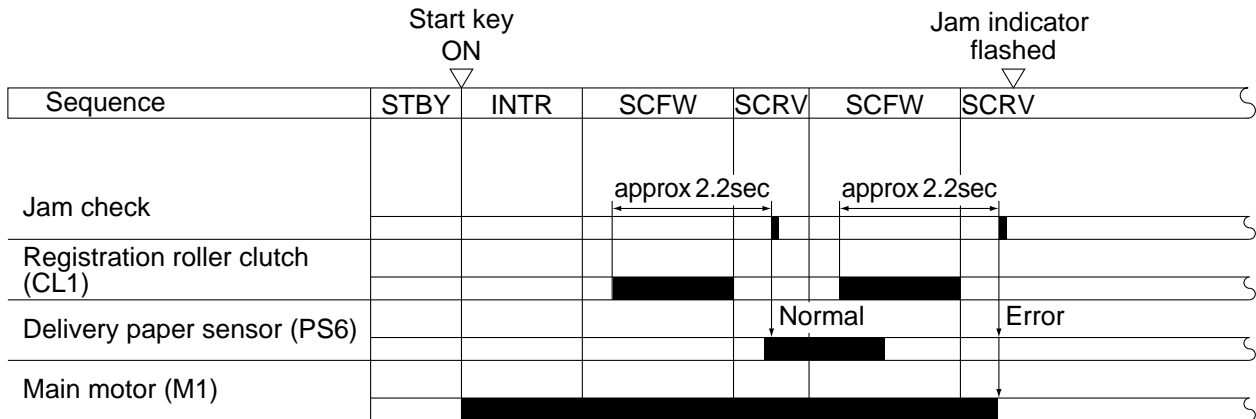 Start key
ON
Jam indicator
flashed
Sequence STBY INTR SCFW SCRV SCFW SCRV
approx 2.2sec approx 2.2sec
Jam check
Registration roller clutch
(CL1)
Normal Error
Delivery paper sensor (PS6)
Main motor (M1)